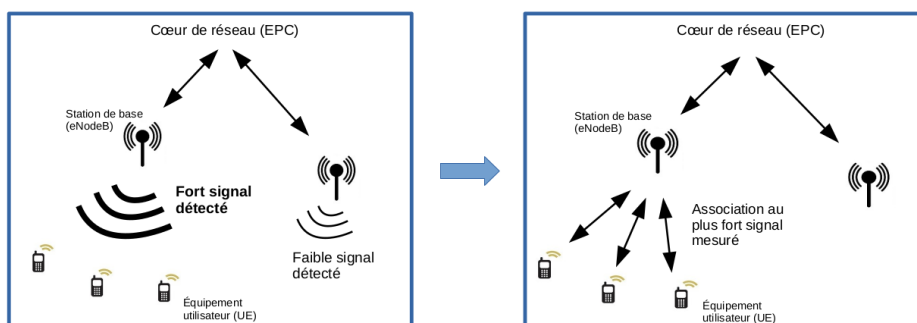 Cœur de réseau (EPC)
Station de base
(eNodeB)
Fort signal
détecté
Faible signal
détecté
Équipement
utilisateur (UE)
Cœur de réseau (EPC)
Station de base
(eNodeB)
Association au
plus fort signal
mesuré
Équipement
utilisateur (UE)